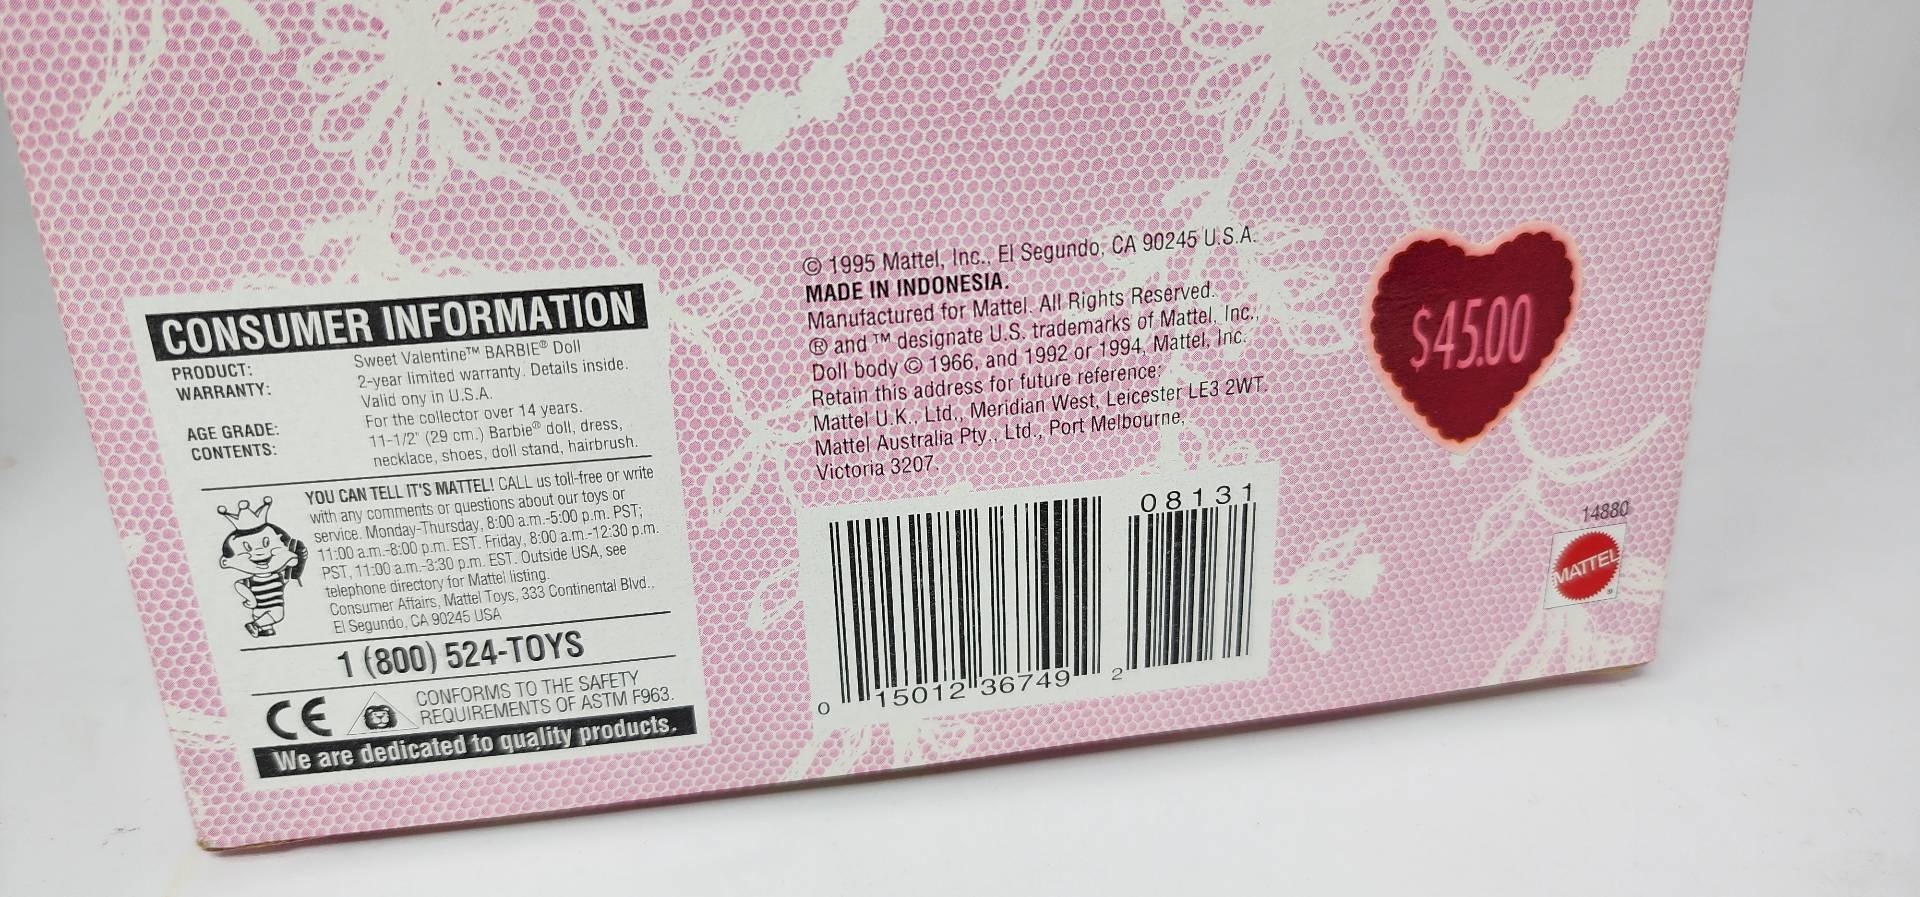 CONSUMER INFORMATION
PRODUCT: Sweet Valentine™ BARBIE® Doll
WARRANTY: 2-year limited warranty. Details inside.
Valid ony in U.S.A.
AGE GRADE: For the collector over 14 years.
CONTENTS: 11-1/2" (29 cm.) Barbie® doll, dress,
necklace, shoes, doll stand, hairbrush.
YOU CAN TELL IT'S MATTEL! CALL us toll-free or write
with any comments or questions about our toys or
service. Monday-Thursday, 8:00 a.m.-5:00 p.m. PST;
11:00 a.m.-8:00 p.m. EST. Friday, 8:00 a.m.-12:30 p.m.
PST, 11:00 a.m.-3:30 p.m. EST. Outside USA, see
telephone directory for Mattel listing.
Consumer Affairs, Mattel Toys, 333 Continental Blvd.,
El Segundo, CA 90245 USA
1 (800) 524-TOYS
CE
CONFORMS TO THE SAFETY
REQUIREMENTS OF ASTM F963.
We are dedicated to quality products.
© 1995 Mattel, Inc., El Segundo, CA 90245 U.S.A.
MADE IN INDONESIA.
Manufactured for Mattel. All Rights Reserved.
® and ™ designate U.S. trademarks of Mattel, Inc.,
Doll body © 1966, and 1992 or 1994, Mattel, Inc.
Retain this address for future reference:
Mattel U.K., Ltd., Meridian West, Leicester LE3 2WT.
Mattel Australia Pty., Ltd., Port Melbourne,
Victoria 3207.
08131
0 15012 36749 2
$45.00
14880
MATTEL®